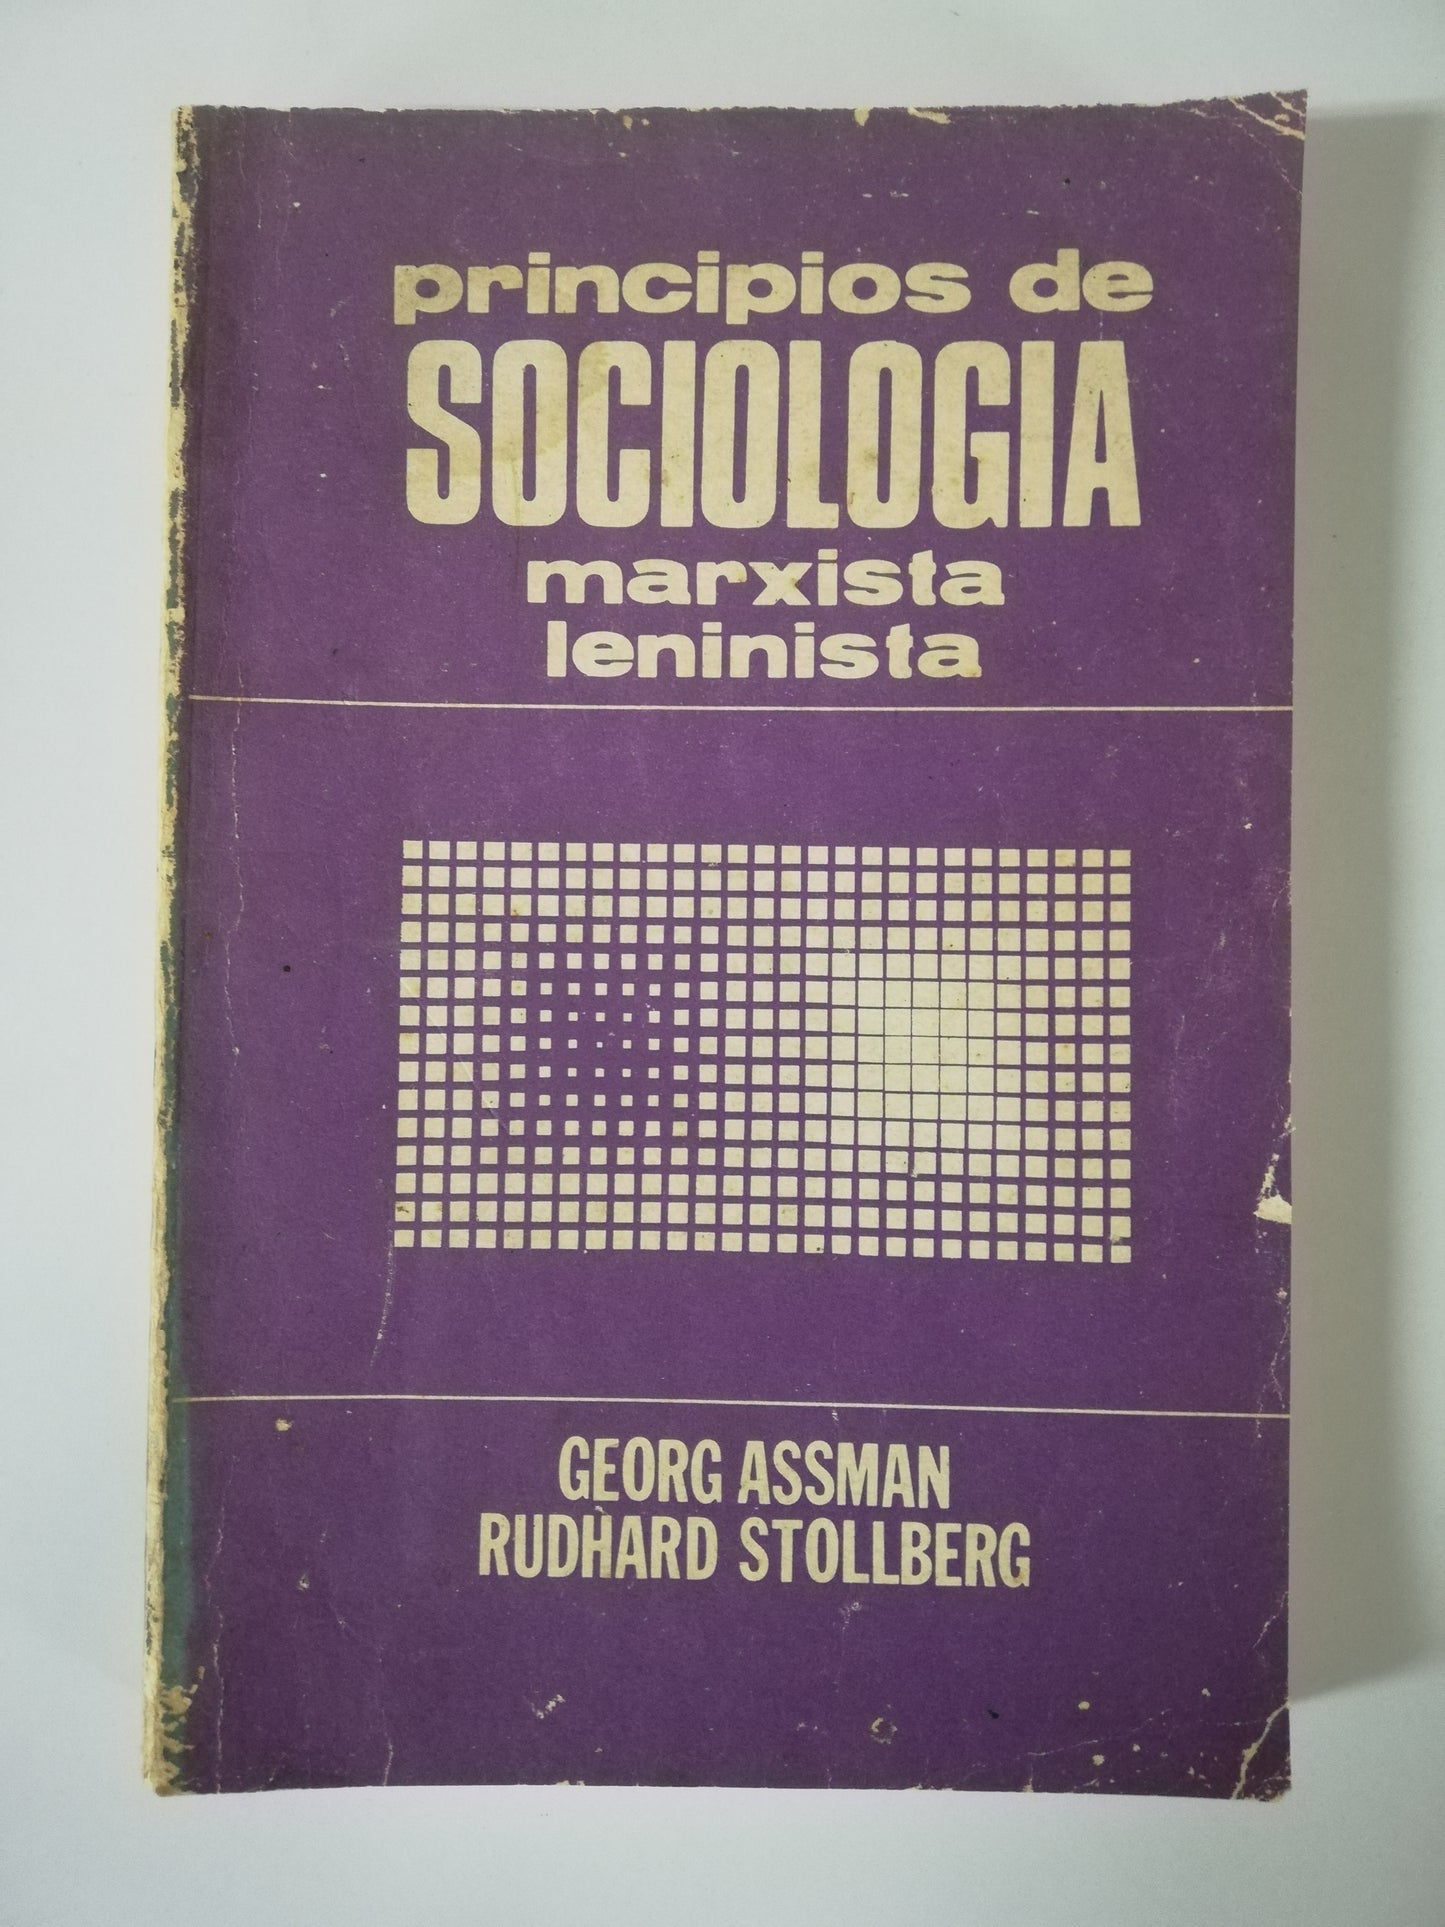 principios de
SOCIOLOGIA
marxista
leninista
GEORG ASSMAN
RUDHARD STOLLBERG